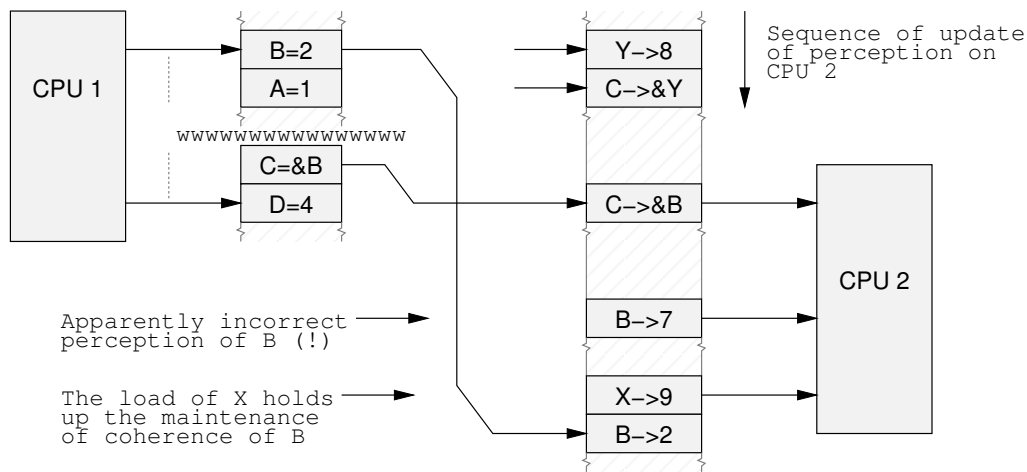 CPU 1
B=2
A=1
wwwwwwwwwwwwwwww
C=&B
D=4
Y->8
C->&Y
Sequence of update
of perception on
CPU 2
C->&B
B->7
X->9
B->2
CPU 2
Apparently incorrect
perception of B (!)
The load of X holds
up the maintenance
of coherence of B